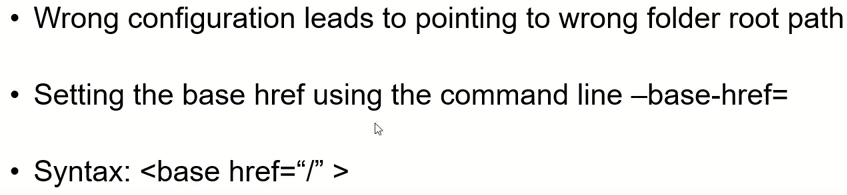 • Wrong configuration leads to pointing to wrong folder root path
• Setting the base href using the command line –base-href=
• Syntax: <base href=“/” >